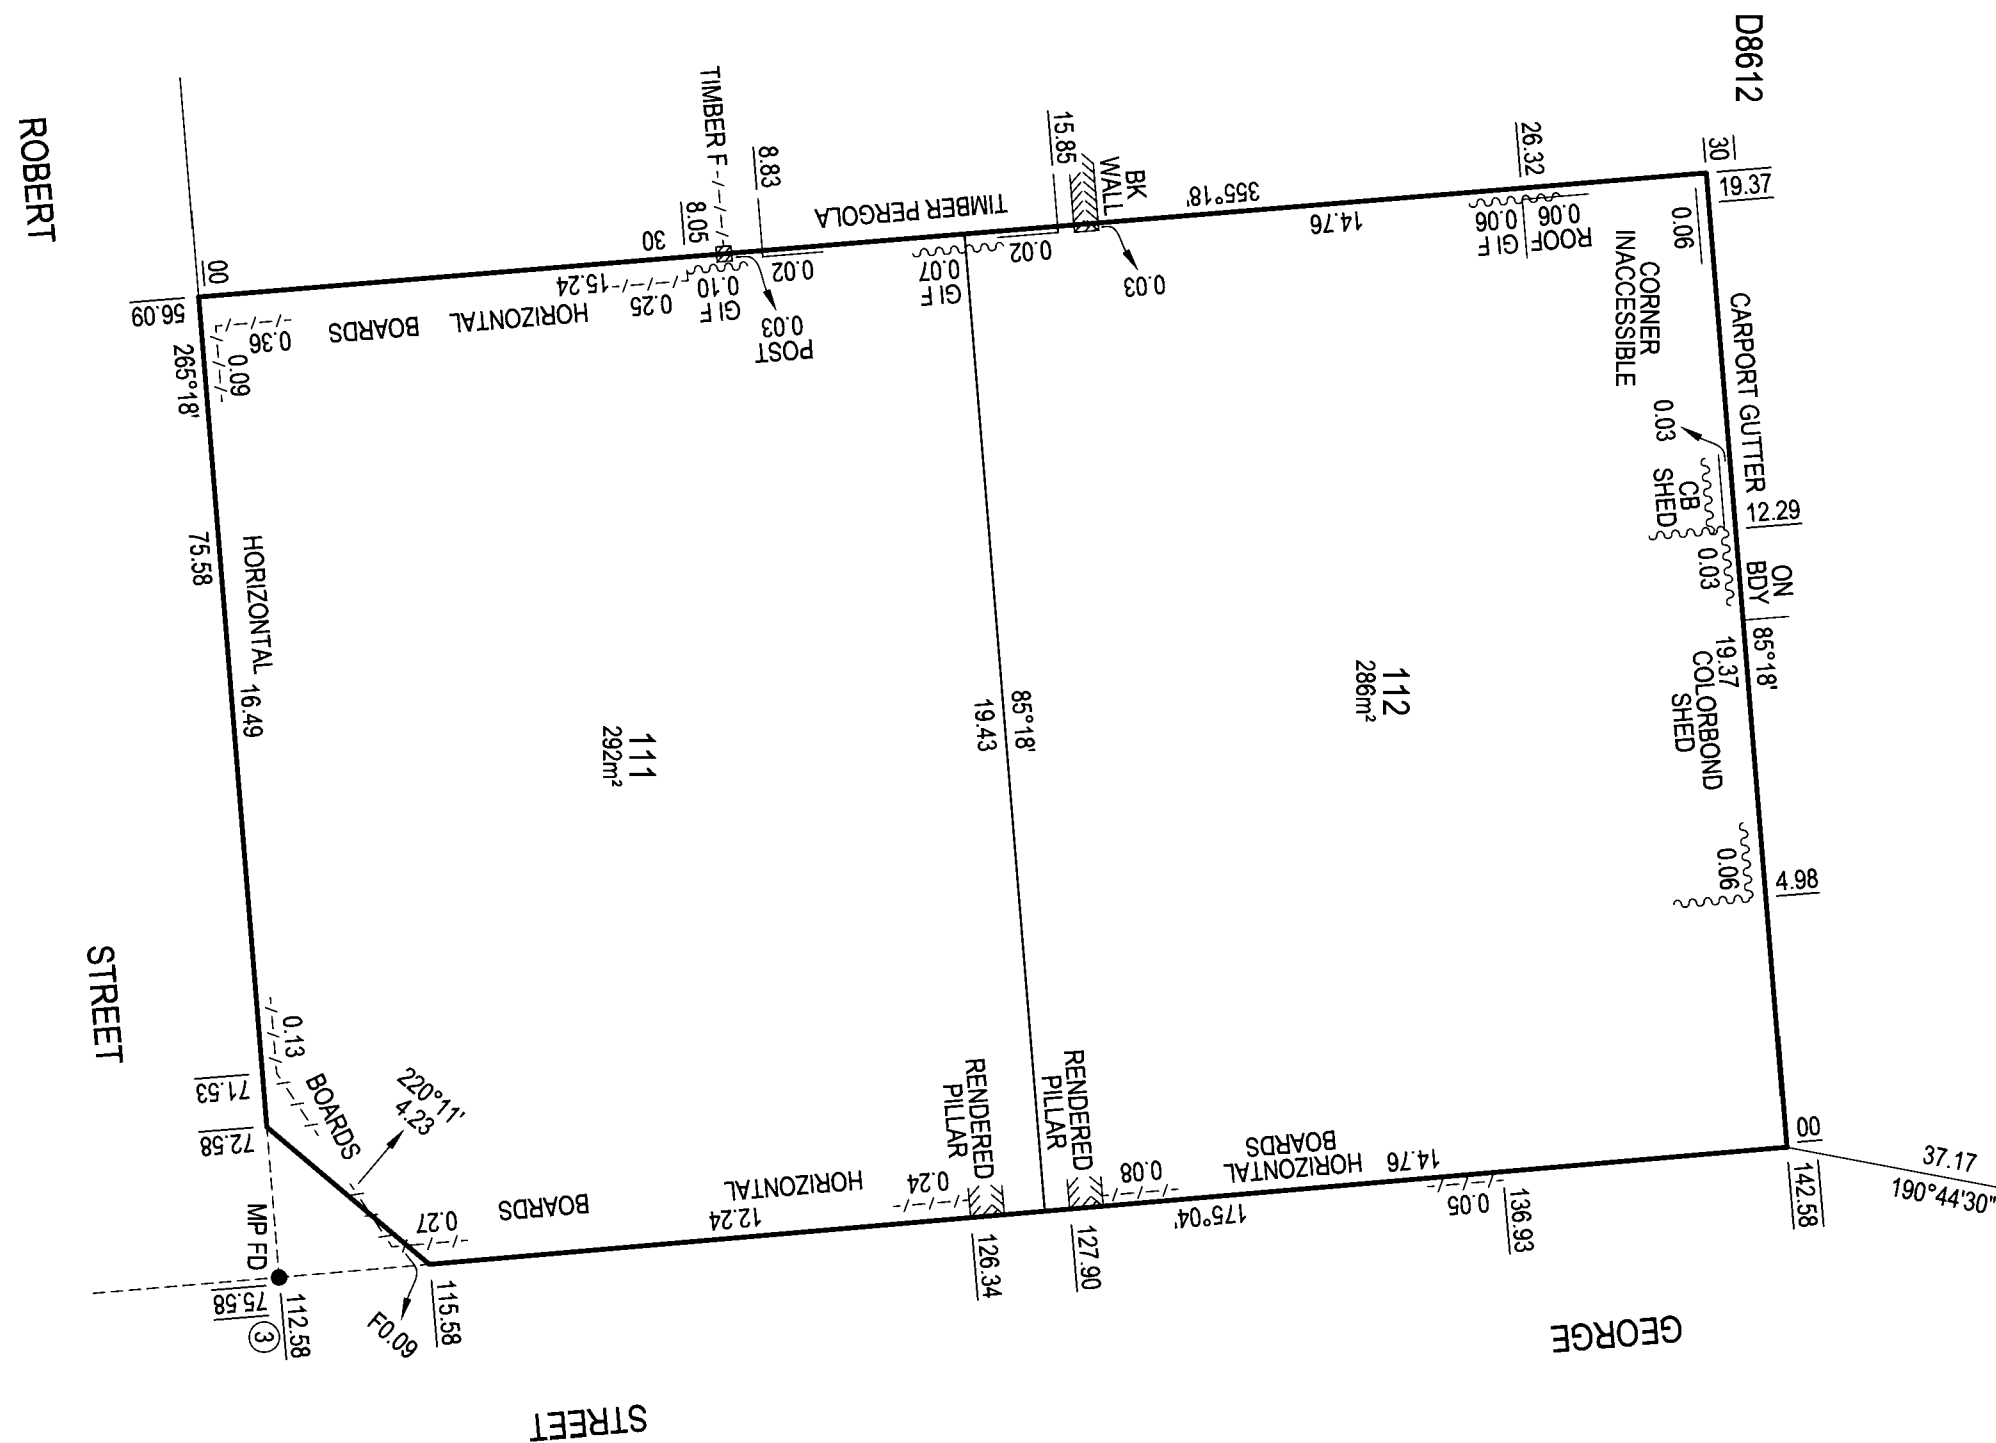 D8612
ROBERT
STREET
GEORGE
STREET
00
56.09
265°18'
75.58
HORIZONTAL
16.49
0.09
0.36
BOARDS
HORIZONTAL
15.24
0.25
30
8.05
TIMBER F
8.83
0.10
GI F
0.03
POST
0.02
TIMBER PERGOLA
0.07
GI F
0.02
15.85
BK
WALL
0.03
355°18'
14.76
26.32
0.06
GI F
0.06
ROOF
30
19.37
0.06
CORNER
INACCESSIBLE
CARPORT GUTTER
0.03
CB
SHED
12.29
0.03
ON
BDY
85°18'
19.37
COLORBOND
SHED
0.06
4.98
00
37.17
190°44'30"
142.58
111
292m²
112
286m²
85°18'
19.43
0.13
BOARDS
71.53
72.58
220°11'
4.23
MP FD
75.58
3
112.58
0.27
F0.09
115.58
BOARDS
HORIZONTAL
12.24
0.24
RENDERED
PILLAR
126.34
RENDERED
PILLAR
127.90
0.08
175°04'
HORIZONTAL
BOARDS
14.76
0.05
136.93